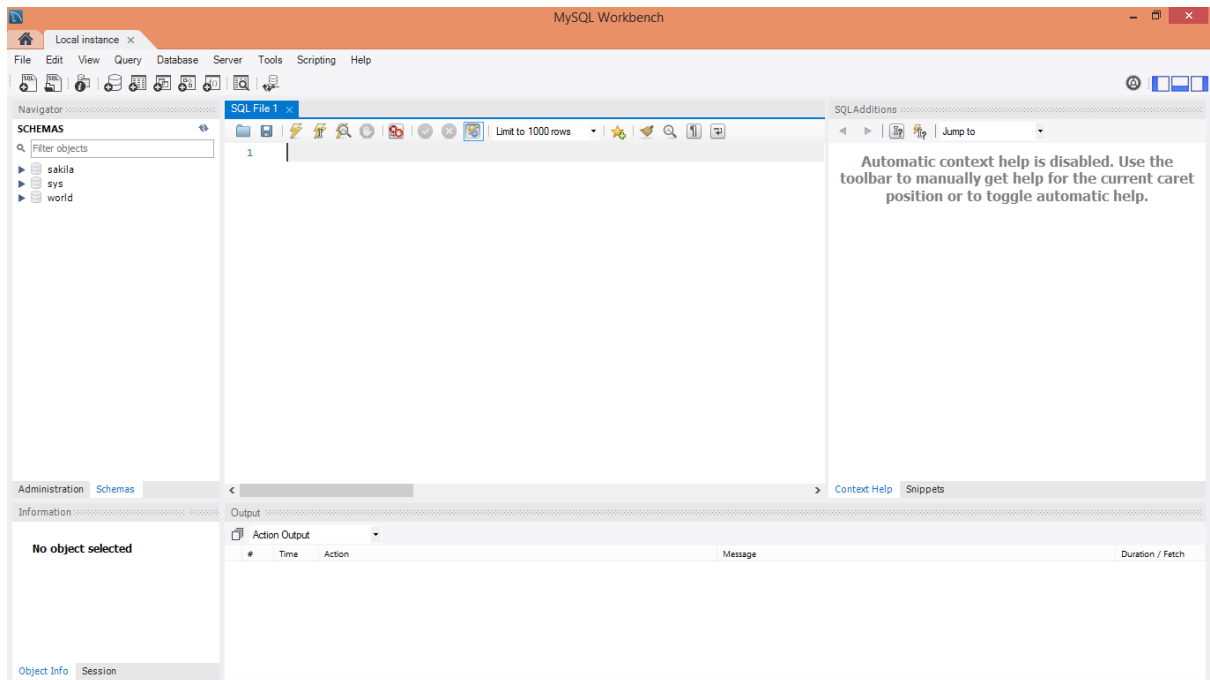 MySQL Workbench
Local instance
File Edit View Query Database Server Tools Scripting Help
Navigator
SCHEMAS
Filter objects
sakila
sys
world
Administration Schemas
Information
No object selected
Object Info Session
SQL File 1
Limit to 1000 rows
1
Output
Action Output
# Time Action Message Duration / Fetch
SQLAdditions
Jump to
Automatic context help is disabled. Use the
toolbar to manually get help for the current caret
position or to toggle automatic help.
Context Help Snippets